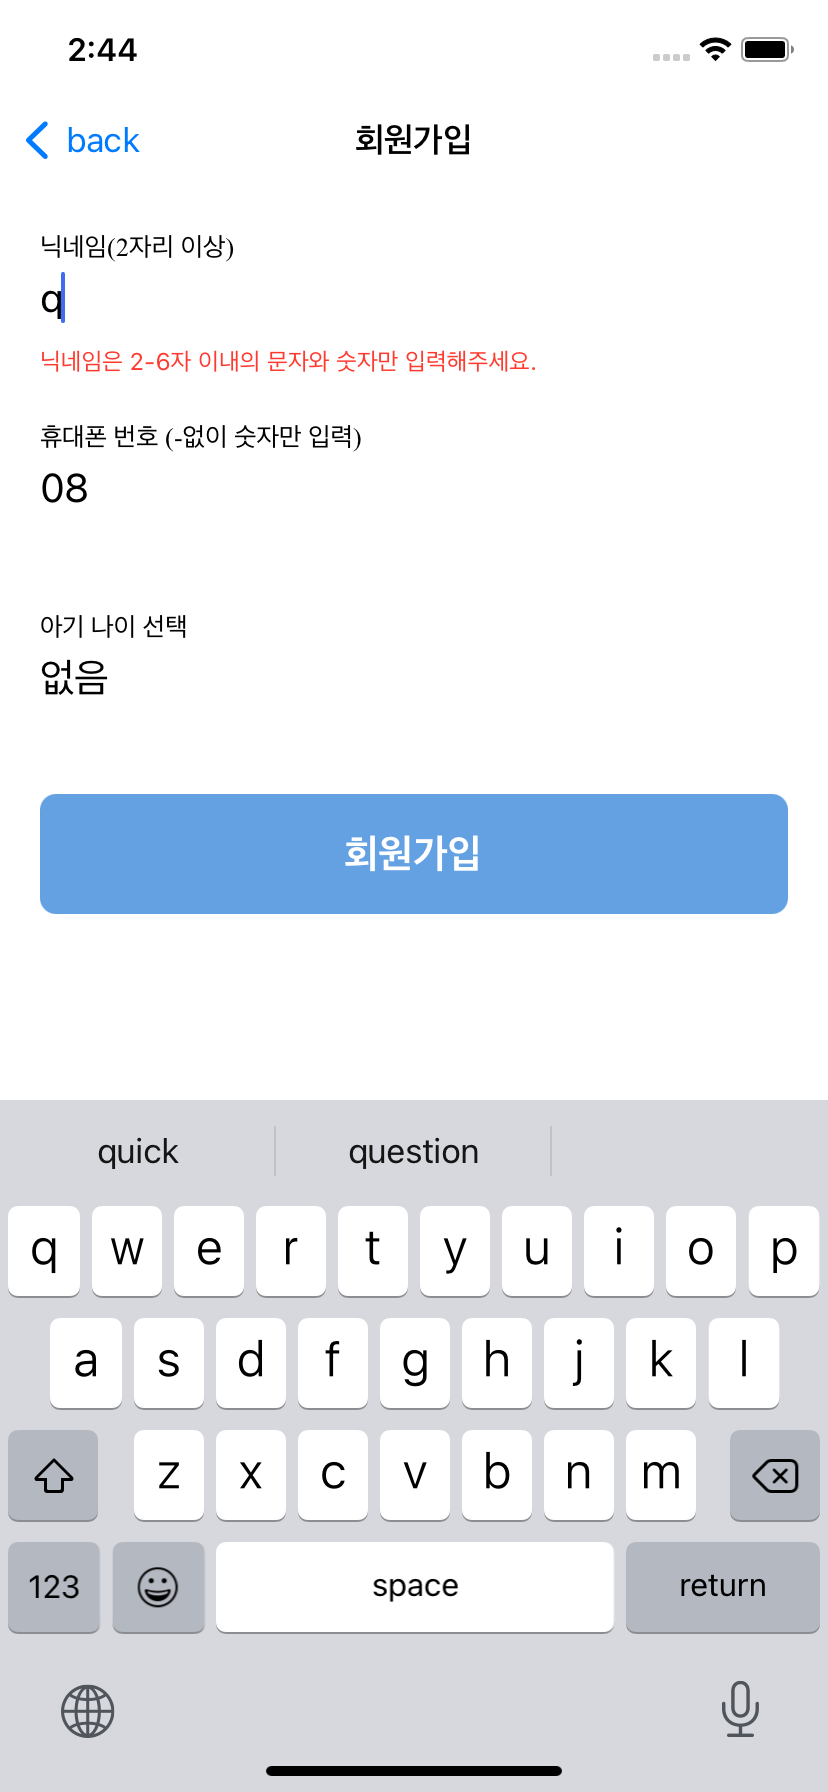 2:44
back
회원가입
닉네임(2자리 이상)
q
닉네임은 2-6자 이내의 문자와 숫자만 입력해주세요.
휴대폰 번호 (-없이 숫자만 입력)
08
아기 나이 선택
없음
회원가입
quick question
q w e r t y u i o p
a s d f g h j k l
z x c v b n m
123 space return